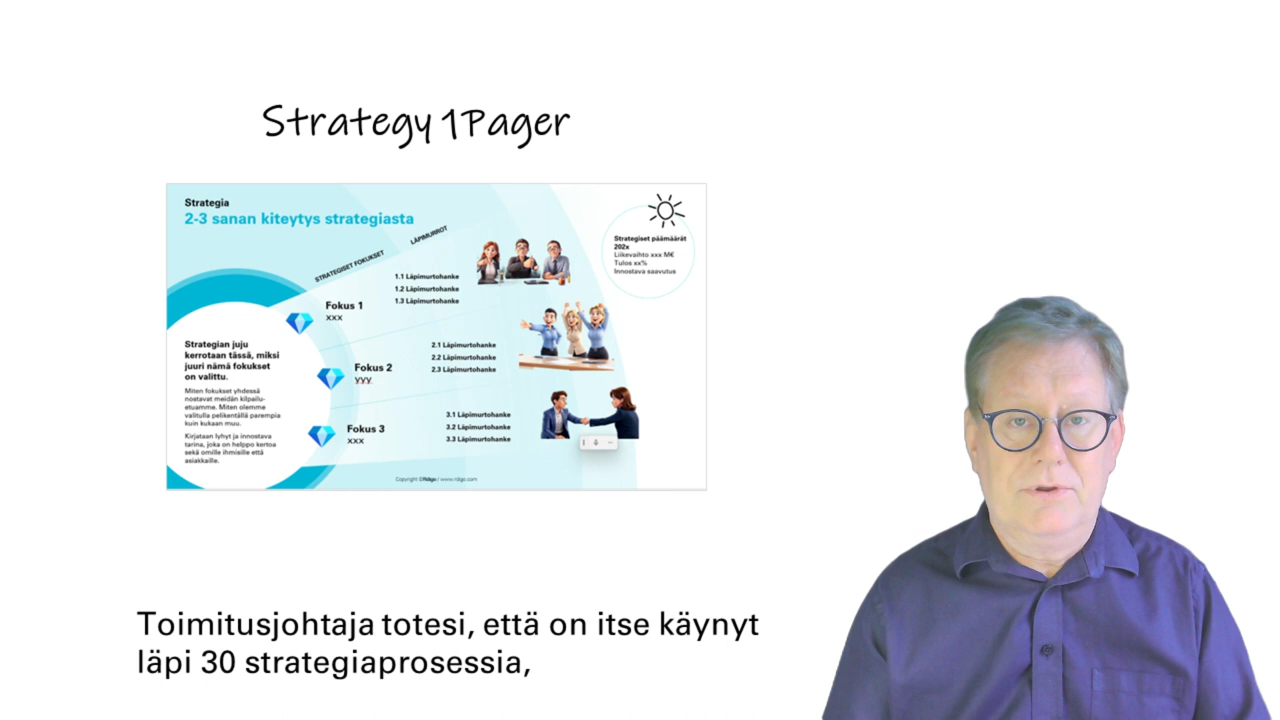 Strategy 1Pager
Strategia
2-3 sanan kiteytys strategiasta
STRATEGISET FOKUKSET
LÄPIMURROT
Strategiset päämäärät
202x
Liikevaihto xxx M€
Tulos xx%
Innostava saavutus
1.1 Läpimurtohanke
1.2 Läpimurtohanke
1.3 Läpimurtohanke
Fokus 1
xxx
Strategian juju
kerrotaan tässä, miksi
juuri nämä fokukset
on valittu.
Miten fokukset yhdessä
nostavat meidän kilpailu-
etuamme. Miten olemme
valitulla pelikentällä parempia
kuin kukaan muu.
Kirjataan lyhyt ja innostava
tarina, joka on helppo kertoa
sekä omille ihmisille että
asiakkaille.
2.1 Läpimurtohanke
2.2 Läpimurtohanke
2.3 Läpimurtohanke
Fokus 2
yyy
3.1 Läpimurtohanke
3.2 Läpimurtohanke
3.3 Läpimurtohanke
Fokus 3
xxx
Copyright ©Ridge / www.ridge.com
Toimitusjohtaja totesi, että on itse käynyt
läpi 30 strategiaprosessia,